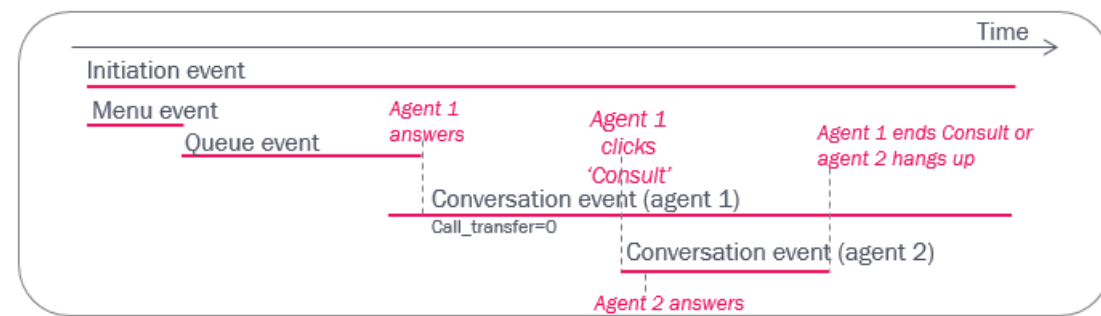 Time
Initiation event
Menu event
Queue event
Agent 1
answers
Agent 1
clicks
‘Consult’
Agent 1 ends Consult or
agent 2 hangs up
Conversation event (agent 1)
Call_transfer=0
Conversation event (agent 2)
Agent 2 answers